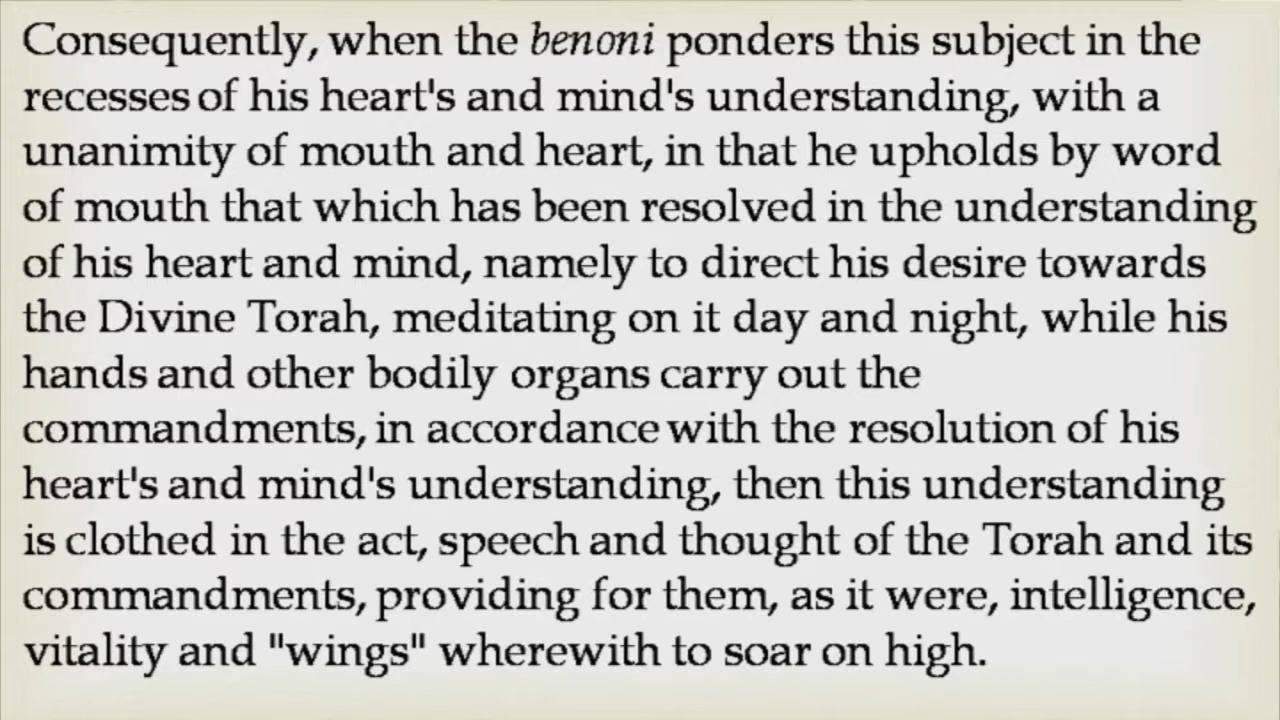 Consequently, when the benoni ponders this subject in the
recesses of his heart's and mind's understanding, with a
unanimity of mouth and heart, in that he upholds by word
of mouth that which has been resolved in the understanding
of his heart and mind, namely to direct his desire towards
the Divine Torah, meditating on it day and night, while his
hands and other bodily organs carry out the
commandments, in accordance with the resolution of his
heart's and mind's understanding, then this understanding
is clothed in the act, speech and thought of the Torah and its
commandments, providing for them, as it were, intelligence,
vitality and "wings" wherewith to soar on high.